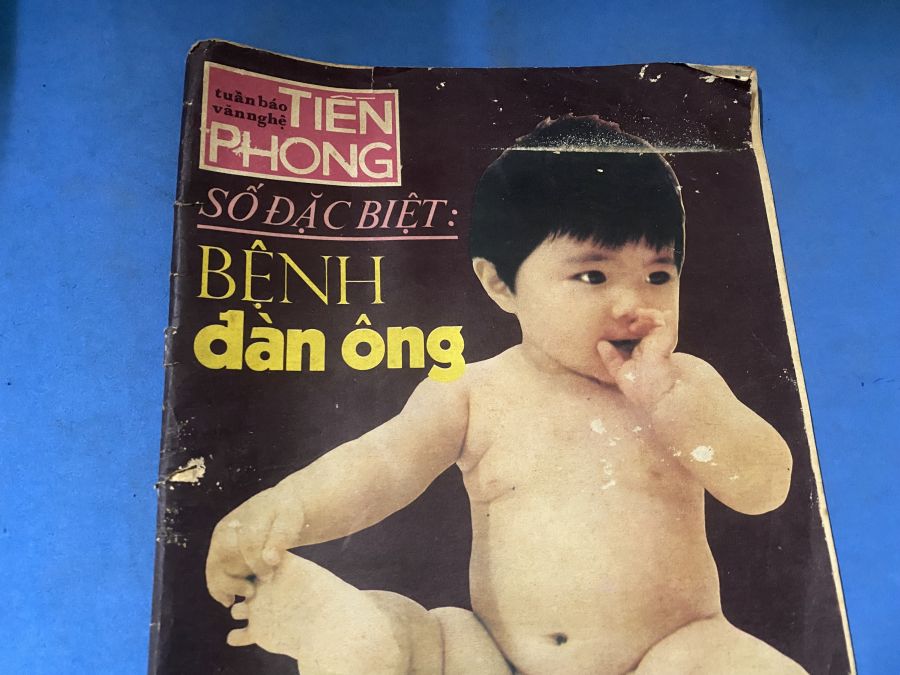 tuần báo
văn nghệ
TIỀN
PHONG
SỐ ĐẶC BIỆT:
BỆNH
đàn ông